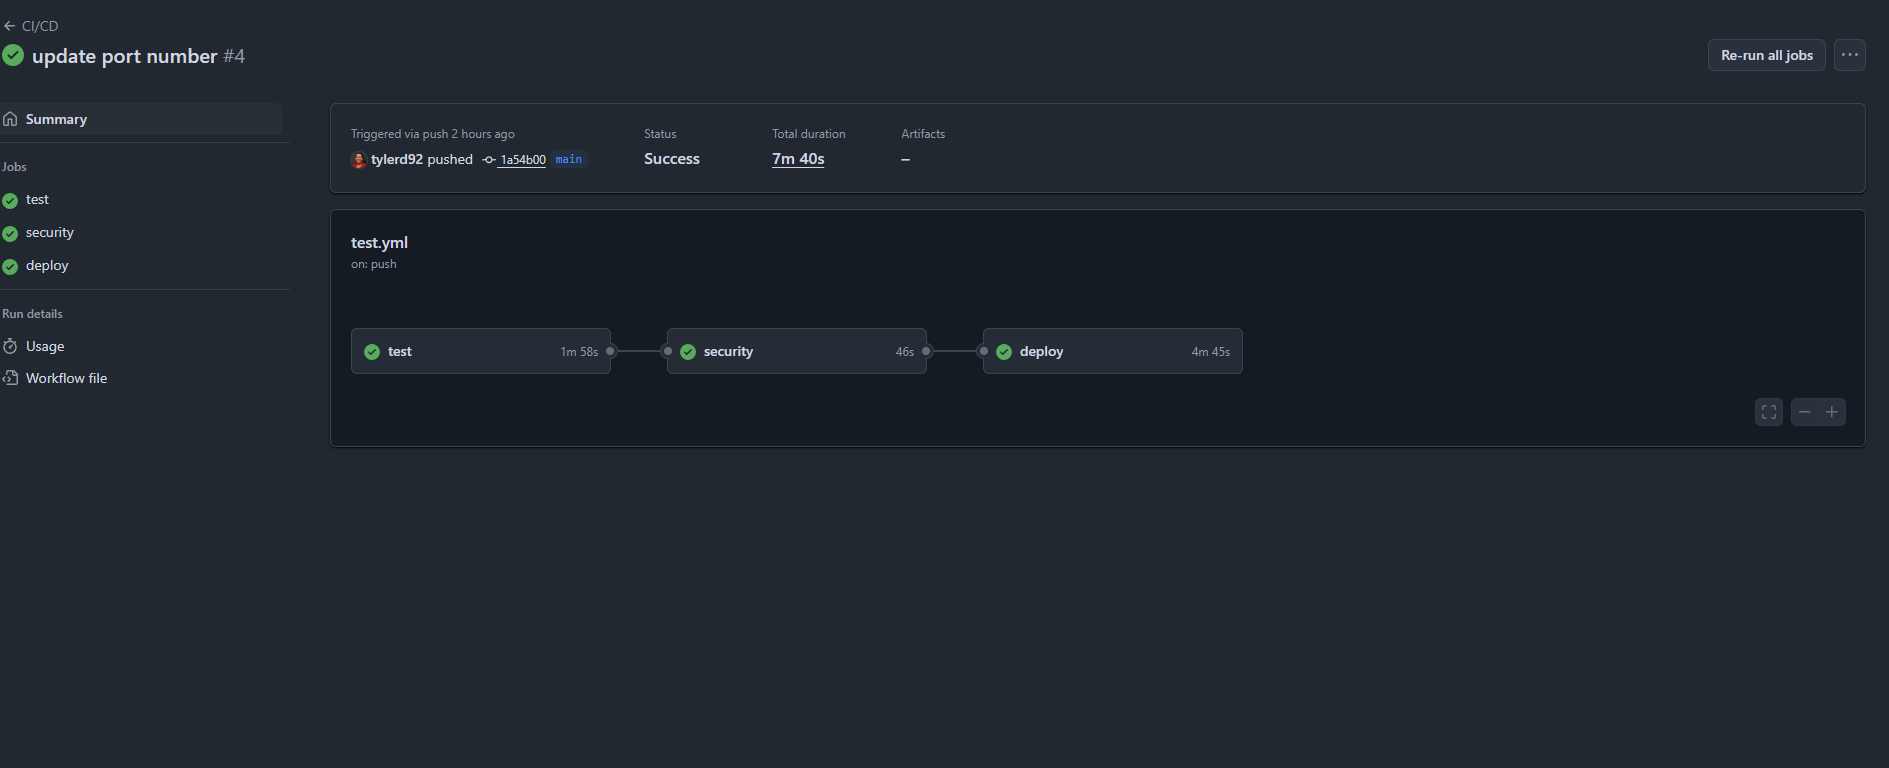 CI/CD
update port number #4
Re-run all jobs
Summary
Jobs
test
security
deploy
Run details
Usage
Workflow file
Triggered via push 2 hours ago
tylerd92 pushed 1a54b00 main
Status
Success
Total duration
7m 40s
Artifacts
–
test.yml
on: push
test 1m 58s
security 46s
deploy 4m 45s